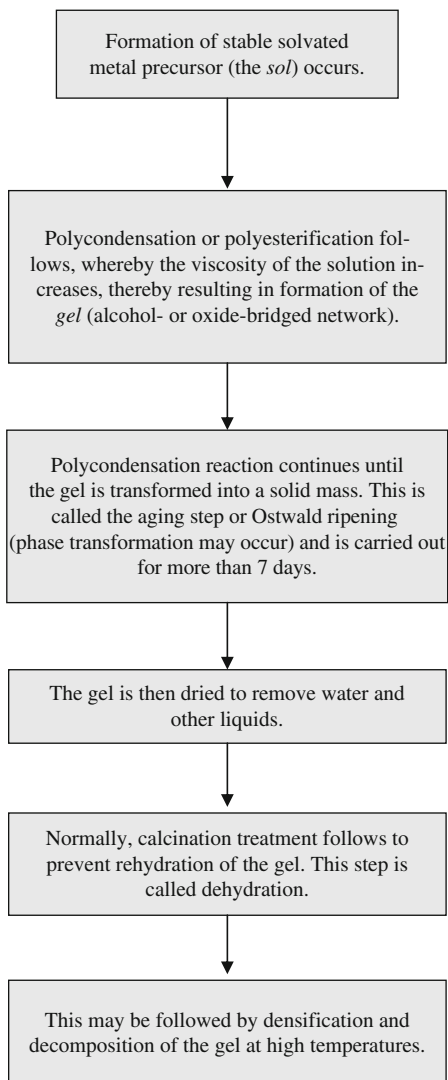 Formation of stable solvated
metal precursor (the sol) occurs.
Polycondensation or polyesterification fol-
lows, whereby the viscosity of the solution in-
creases, thereby resulting in formation of the
gel (alcohol- or oxide-bridged network).
Polycondensation reaction continues until
the gel is transformed into a solid mass. This is
called the aging step or Ostwald ripening
(phase transformation may occur) and is carried out
for more than 7 days.
The gel is then dried to remove water and
other liquids.
Normally, calcination treatment follows to
prevent rehydration of the gel. This step is
called dehydration.
This may be followed by densification and
decomposition of the gel at high temperatures.